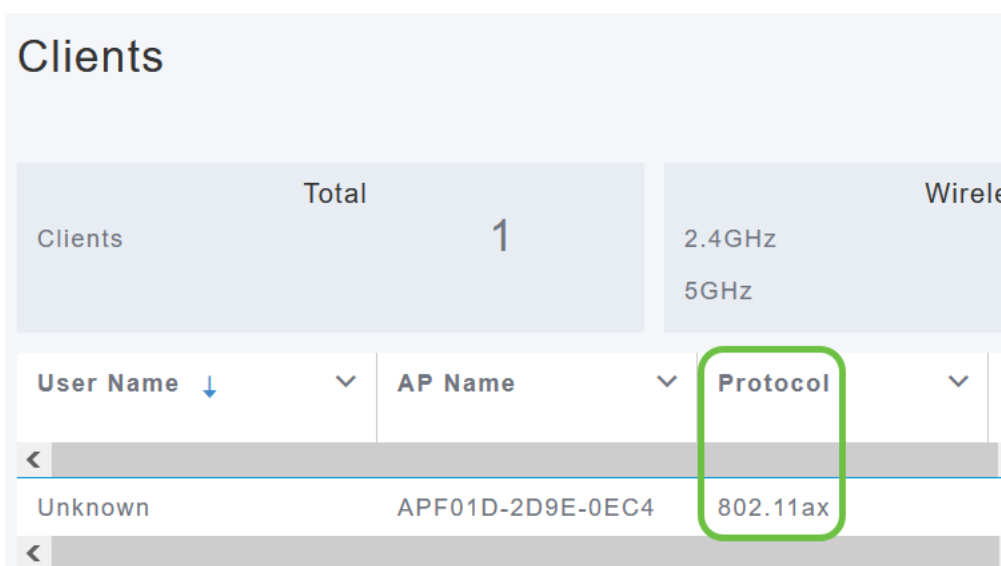 Clients
Total
Clients 1
2.4GHz
5GHz
User Name ↓ AP Name Protocol
Unknown APF01D-2D9E-0EC4 802.11ax